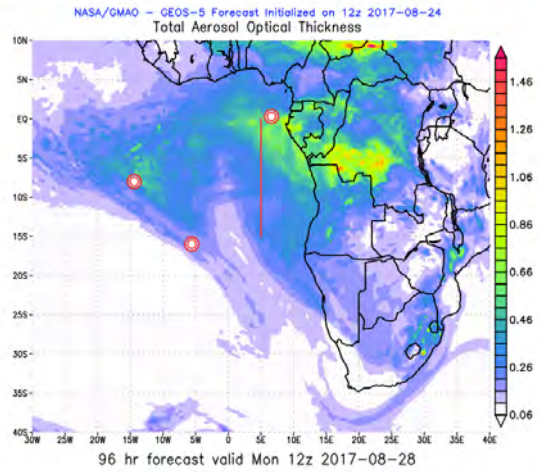 NASA/GMAO - GEOS-5 Forecast Initialized on 12z 2017-08-24
Total Aerosol Optical Thickness
10N
5N
EQ
5S
10S
15S
20S
25S
30S
35S
40S
30W 25W 20W 15W 10W 5W 0 5E 10E 15E 20E 25E 30E 35E 40E
1.46
1.26
1.06
0.86
0.66
0.46
0.26
0.06
96 hr forecast valid Mon 12z 2017-08-28